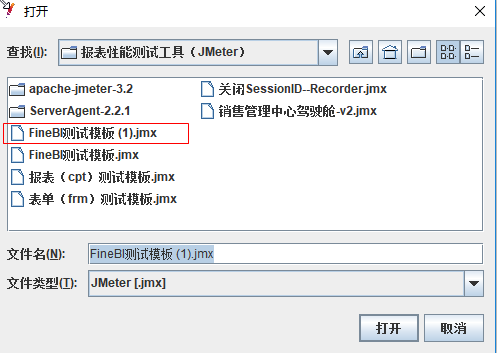 打开
查找(I): 报表性能测试工具（JMeter）
apache-jmeter-3.2
ServerAgent-2.2.1
FineBI测试模板 (1).jmx
FineBI测试模板.jmx
报表（cpt）测试模板.jmx
表单（frm）测试模板.jmx
关闭SessionID--Recorder.jmx
销售管理中心驾驶舱-v2.jmx
文件名(N): FineBI测试模板 (1).jmx
文件类型(T): JMeter [.jmx]
打开 取消